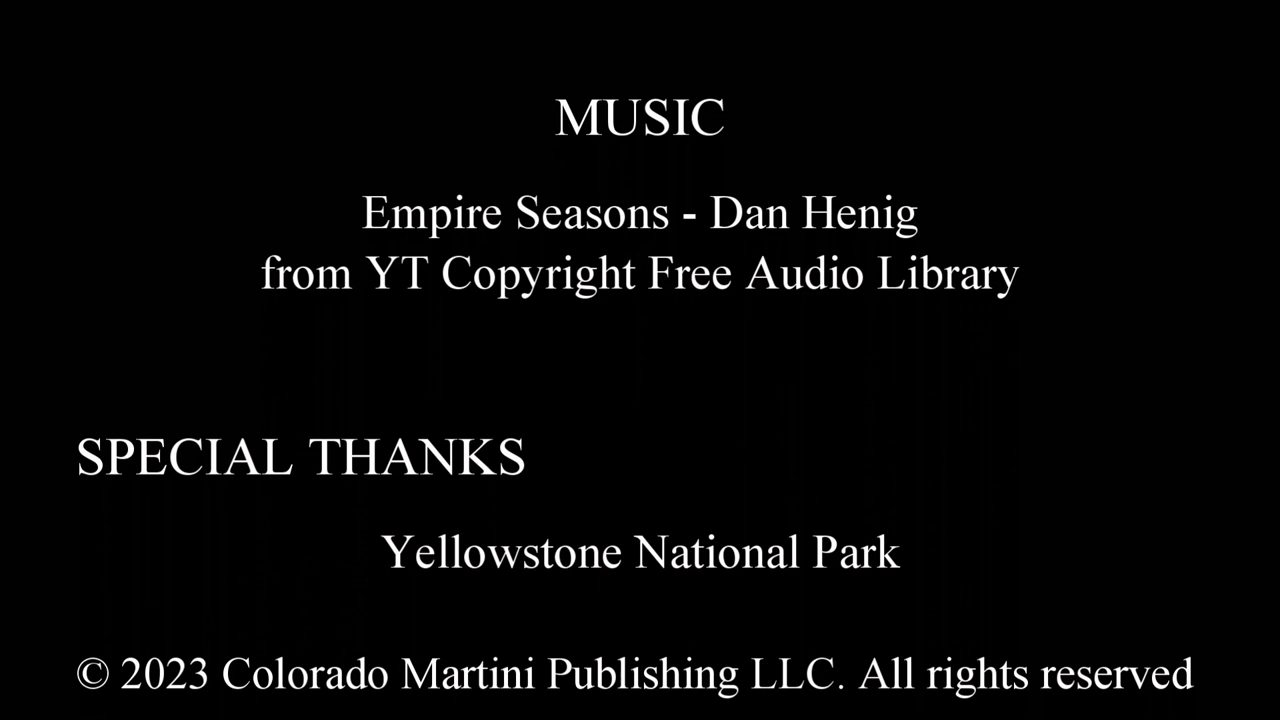 MUSIC
Empire Seasons - Dan Henig
from YT Copyright Free Audio Library
SPECIAL THANKS
Yellowstone National Park
© 2023 Colorado Martini Publishing LLC. All rights reserved